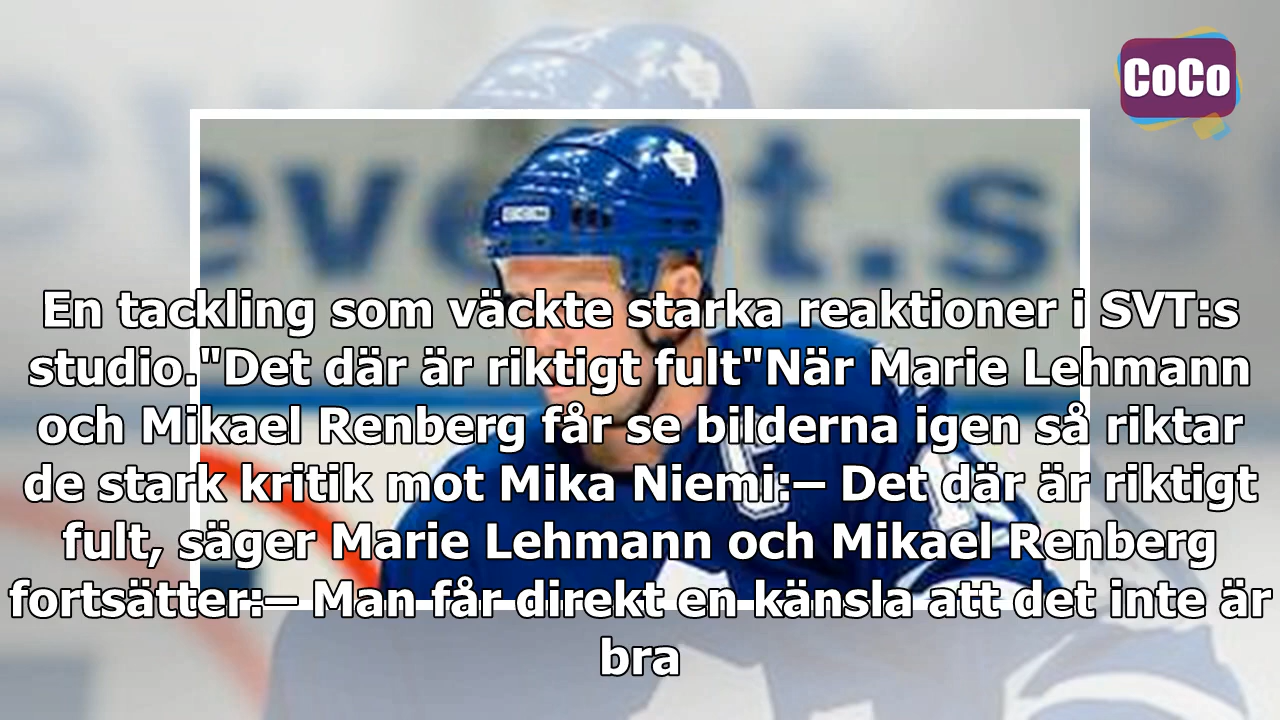 CoCo
eve t.s
En tackling som väckte starka reaktioner i SVT:s
studio."Det där är riktigt fult"När Marie Lehmann
och Mikael Renberg får se bilderna igen så riktar
de stark kritik mot Mika Niemi:– Det där är riktigt
fult, säger Marie Lehmann och Mikael Renberg
fortsätter:– Man får direkt en känsla att det inte är
bra